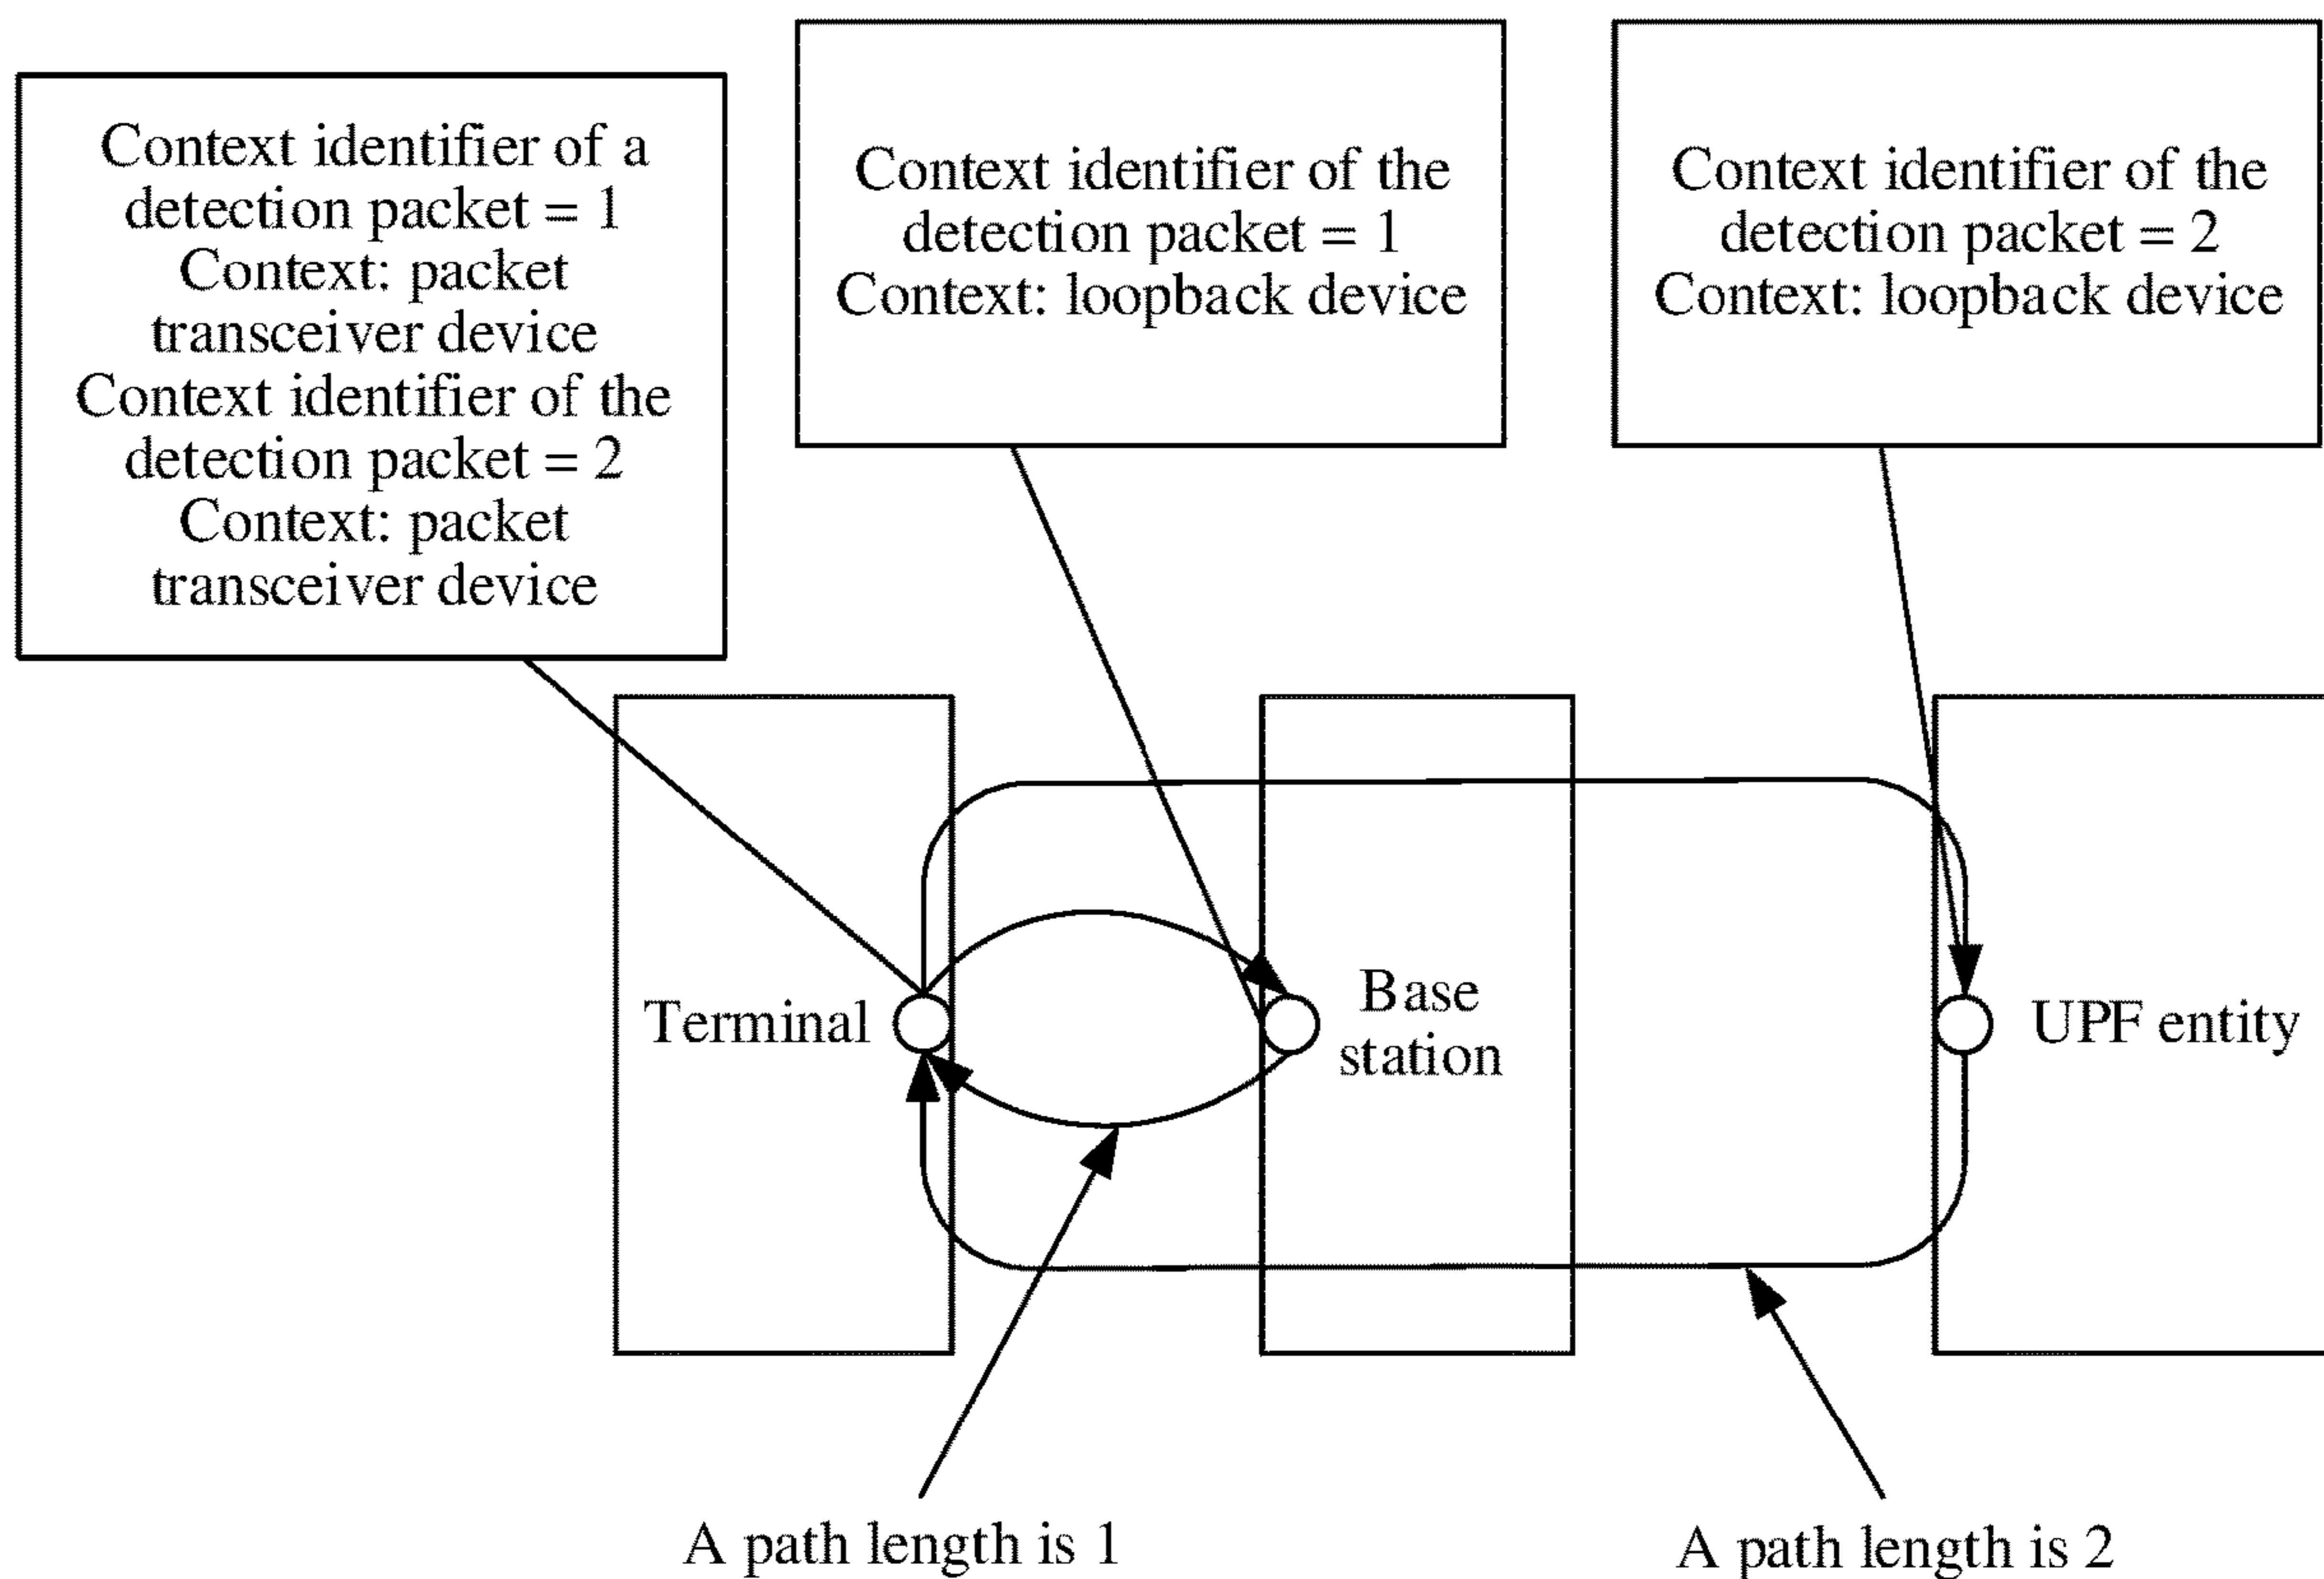 Context identifier of a
detection packet = 1
Context: packet
transceiver device
Context identifier of the
detection packet = 2
Context: packet
transceiver device
Context identifier of the
detection packet = 1
Context: loopback device
Context identifier of the
detection packet = 2
Context: loopback device
Terminal
Base
station
UPF entity
A path length is 1
A path length is 2